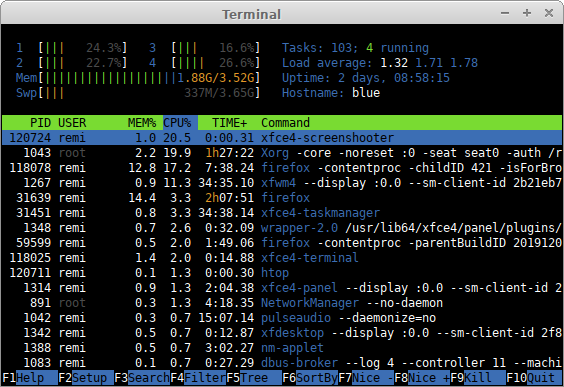 Terminal
1 [||| 24.3%] 3 [||| 16.6%] Tasks: 103; 4 running
2 [||| 22.7%] 4 [|||| 26.6%] Load average: 1.32 1.71 1.78
Mem[||||||||||||||||||||1.88G/3.52G] Uptime: 2 days, 08:58:15
Swp[||| 337M/3.65G] Hostname: blue
PID USER MEM% CPU% TIME+ Command
120724 remi 1.0 20.5 0:00.31 xfce4-screenshooter
1043 root 2.2 19.9 1h27:22 Xorg -core -noreset :0 -seat seat0 -auth /r
118078 remi 12.8 17.2 7:38.24 firefox -contentproc -childID 421 -isForBro
1267 remi 0.9 11.3 34:35.10 xfwm4 --display :0.0 --sm-client-id 2b21eb7
31639 remi 14.4 3.3 2h07:51 firefox
31451 remi 0.8 3.3 34:38.14 xfce4-taskmanager
1348 remi 0.7 2.6 0:32.09 wrapper-2.0 /usr/lib64/xfce4/panel/plugins/
59599 remi 0.5 2.0 1:49.06 firefox -contentproc -parentBuildID 2019120
118025 remi 1.4 2.0 0:14.88 xfce4-terminal
120711 remi 0.1 1.3 0:00.30 htop
1314 remi 0.9 1.3 2:04.38 xfce4-panel --display :0.0 --sm-client-id 2
891 root 0.3 1.3 4:18.35 NetworkManager --no-daemon
1042 remi 0.3 0.7 15:07.14 pulseaudio --daemonize=no
1342 remi 0.5 0.7 0:12.87 xfdesktop --display :0.0 --sm-client-id 2f8
1388 remi 0.5 0.7 3:02.27 nm-applet
1083 remi 0.1 0.7 0:27.29 dbus-broker --log 4 --controller 11 --machi
F1Help F2Setup F3SearchF4FilterF5Tree F6SortByF7Nice -F8Nice +F9Kill F10Quit